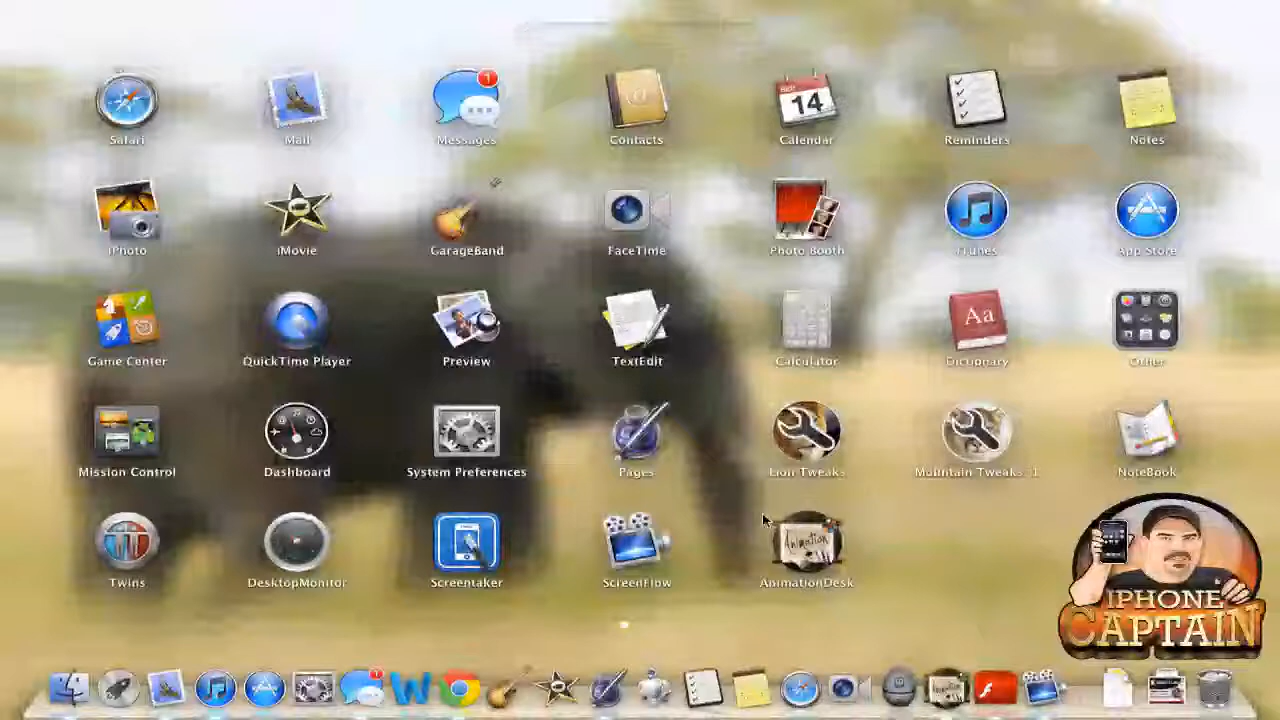 Safari
Mail
1
Messages
Contacts
14
Calendar
Reminders
Notes
iPhoto
iMovie
GarageBand
FaceTime
Photo Booth
iTunes
App Store
Game Center
QuickTime Player
Preview
TextEdit
Calculator
Aa
Dictionary
Other
Mission Control
Dashboard
System Preferences
Pages
Lion Tweaks
Mountain Tweaks
NoteBook
Twins
DesktopMonitor
Screentaker
ScreenFlow
Animation
AnimationDesk
IPHONE
CAPTAIN
1
W